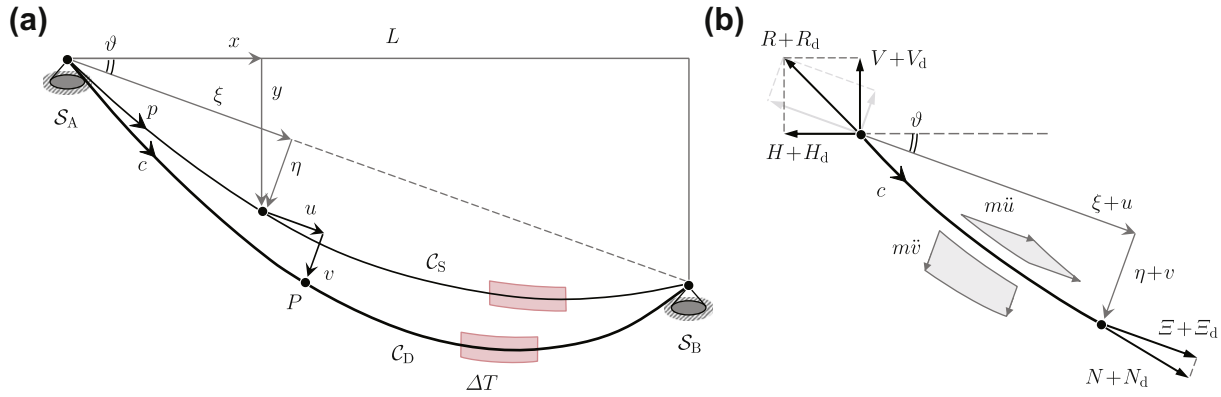 (a)
ϑ
x
L
y
ξ
𝒮_A
p
c
η
u
v
P
𝒞_S
𝒞_D
ΔT
𝒮_B
(b)
R+R_d
V+V_d
ϑ
H+H_d
c
ξ+u
mü
mv̈
η+v
Ξ+Ξ_d
N+N_d